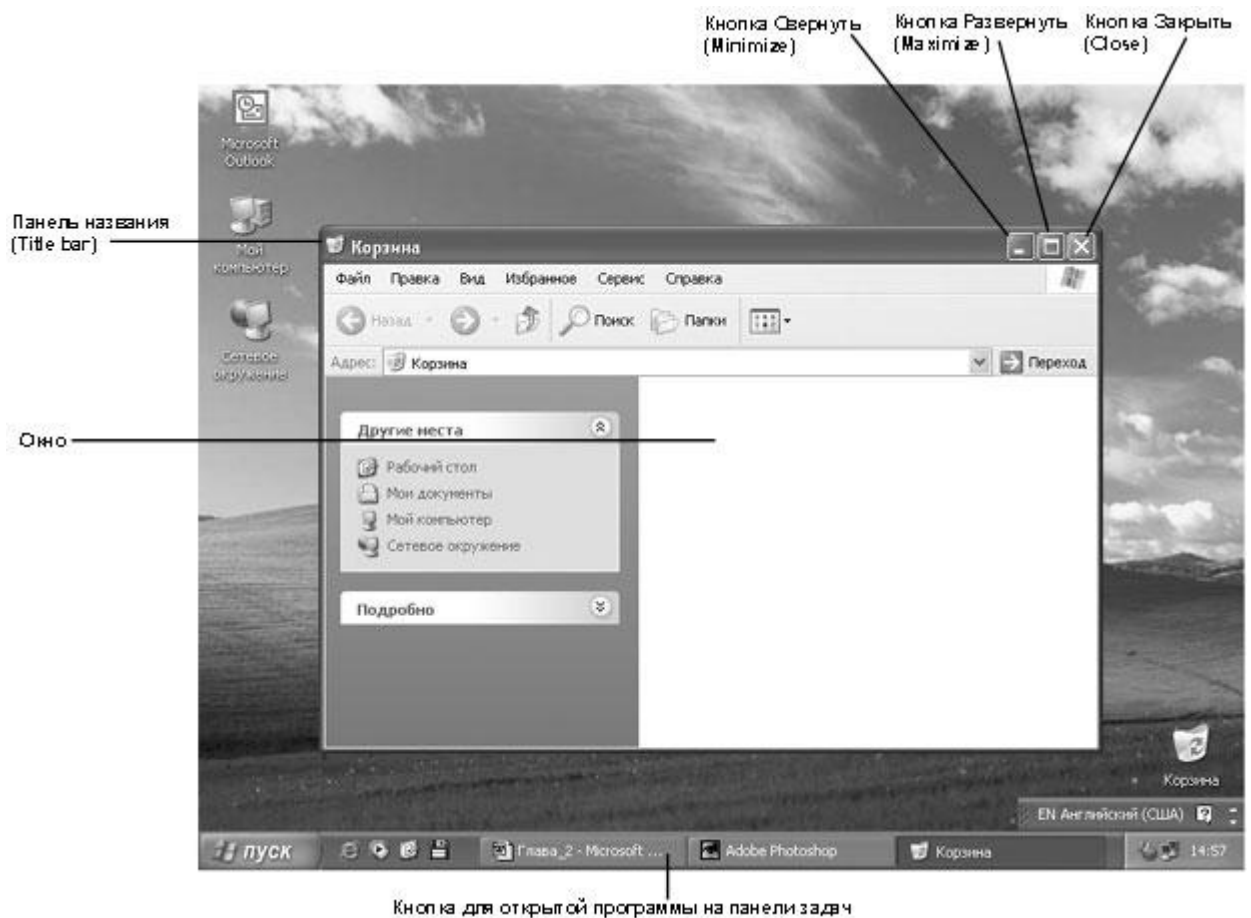 Кнопка Свернуть
(Minimize)
Кнопка Развернуть
(Maximize)
Кнопка Закрыть
(Close)
Microsoft
Outlook
Панель названия
(Title bar)
Мой
компьютер
Корзина
Файл Правка Вид Избранное Сервис Справка
Назад Поиск Папки
Адрес: Корзина Переход
Сетевое
окружение
Окно
Другие места
Рабочий стол
Мои документы
Мой компьютер
Сетевое окружение
Подробно
Корзина
EN Английский (США)
пуск Глава_2 - Microsoft ... Adobe Photoshop Корзина 14:57
Кнопка для открытой программы на панели задач